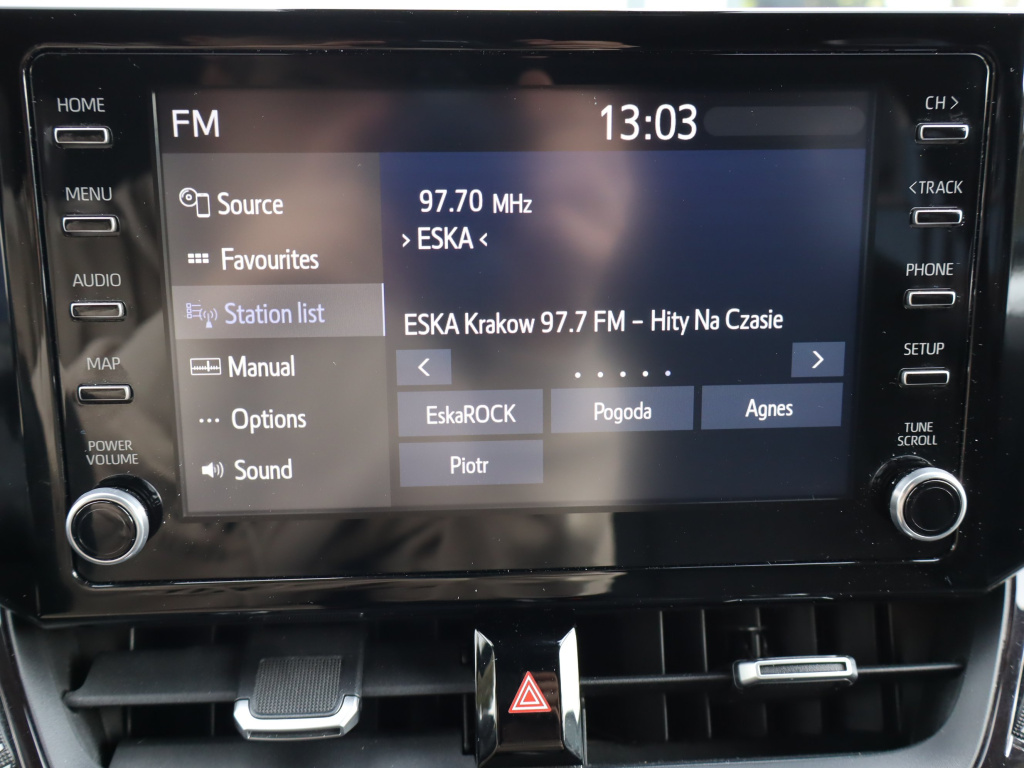 HOME
MENU
AUDIO
MAP
POWER
VOLUME
FM
13:03
Source
Favourites
Station list
Manual
Options
Sound
97.70 MHz
> ESKA <
ESKA Krakow 97.7 FM – Hity Na Czasie
<
>
EskaROCK
Pogoda
Agnes
Piotr
CH >
<TRACK
PHONE
SETUP
TUNE
SCROLL